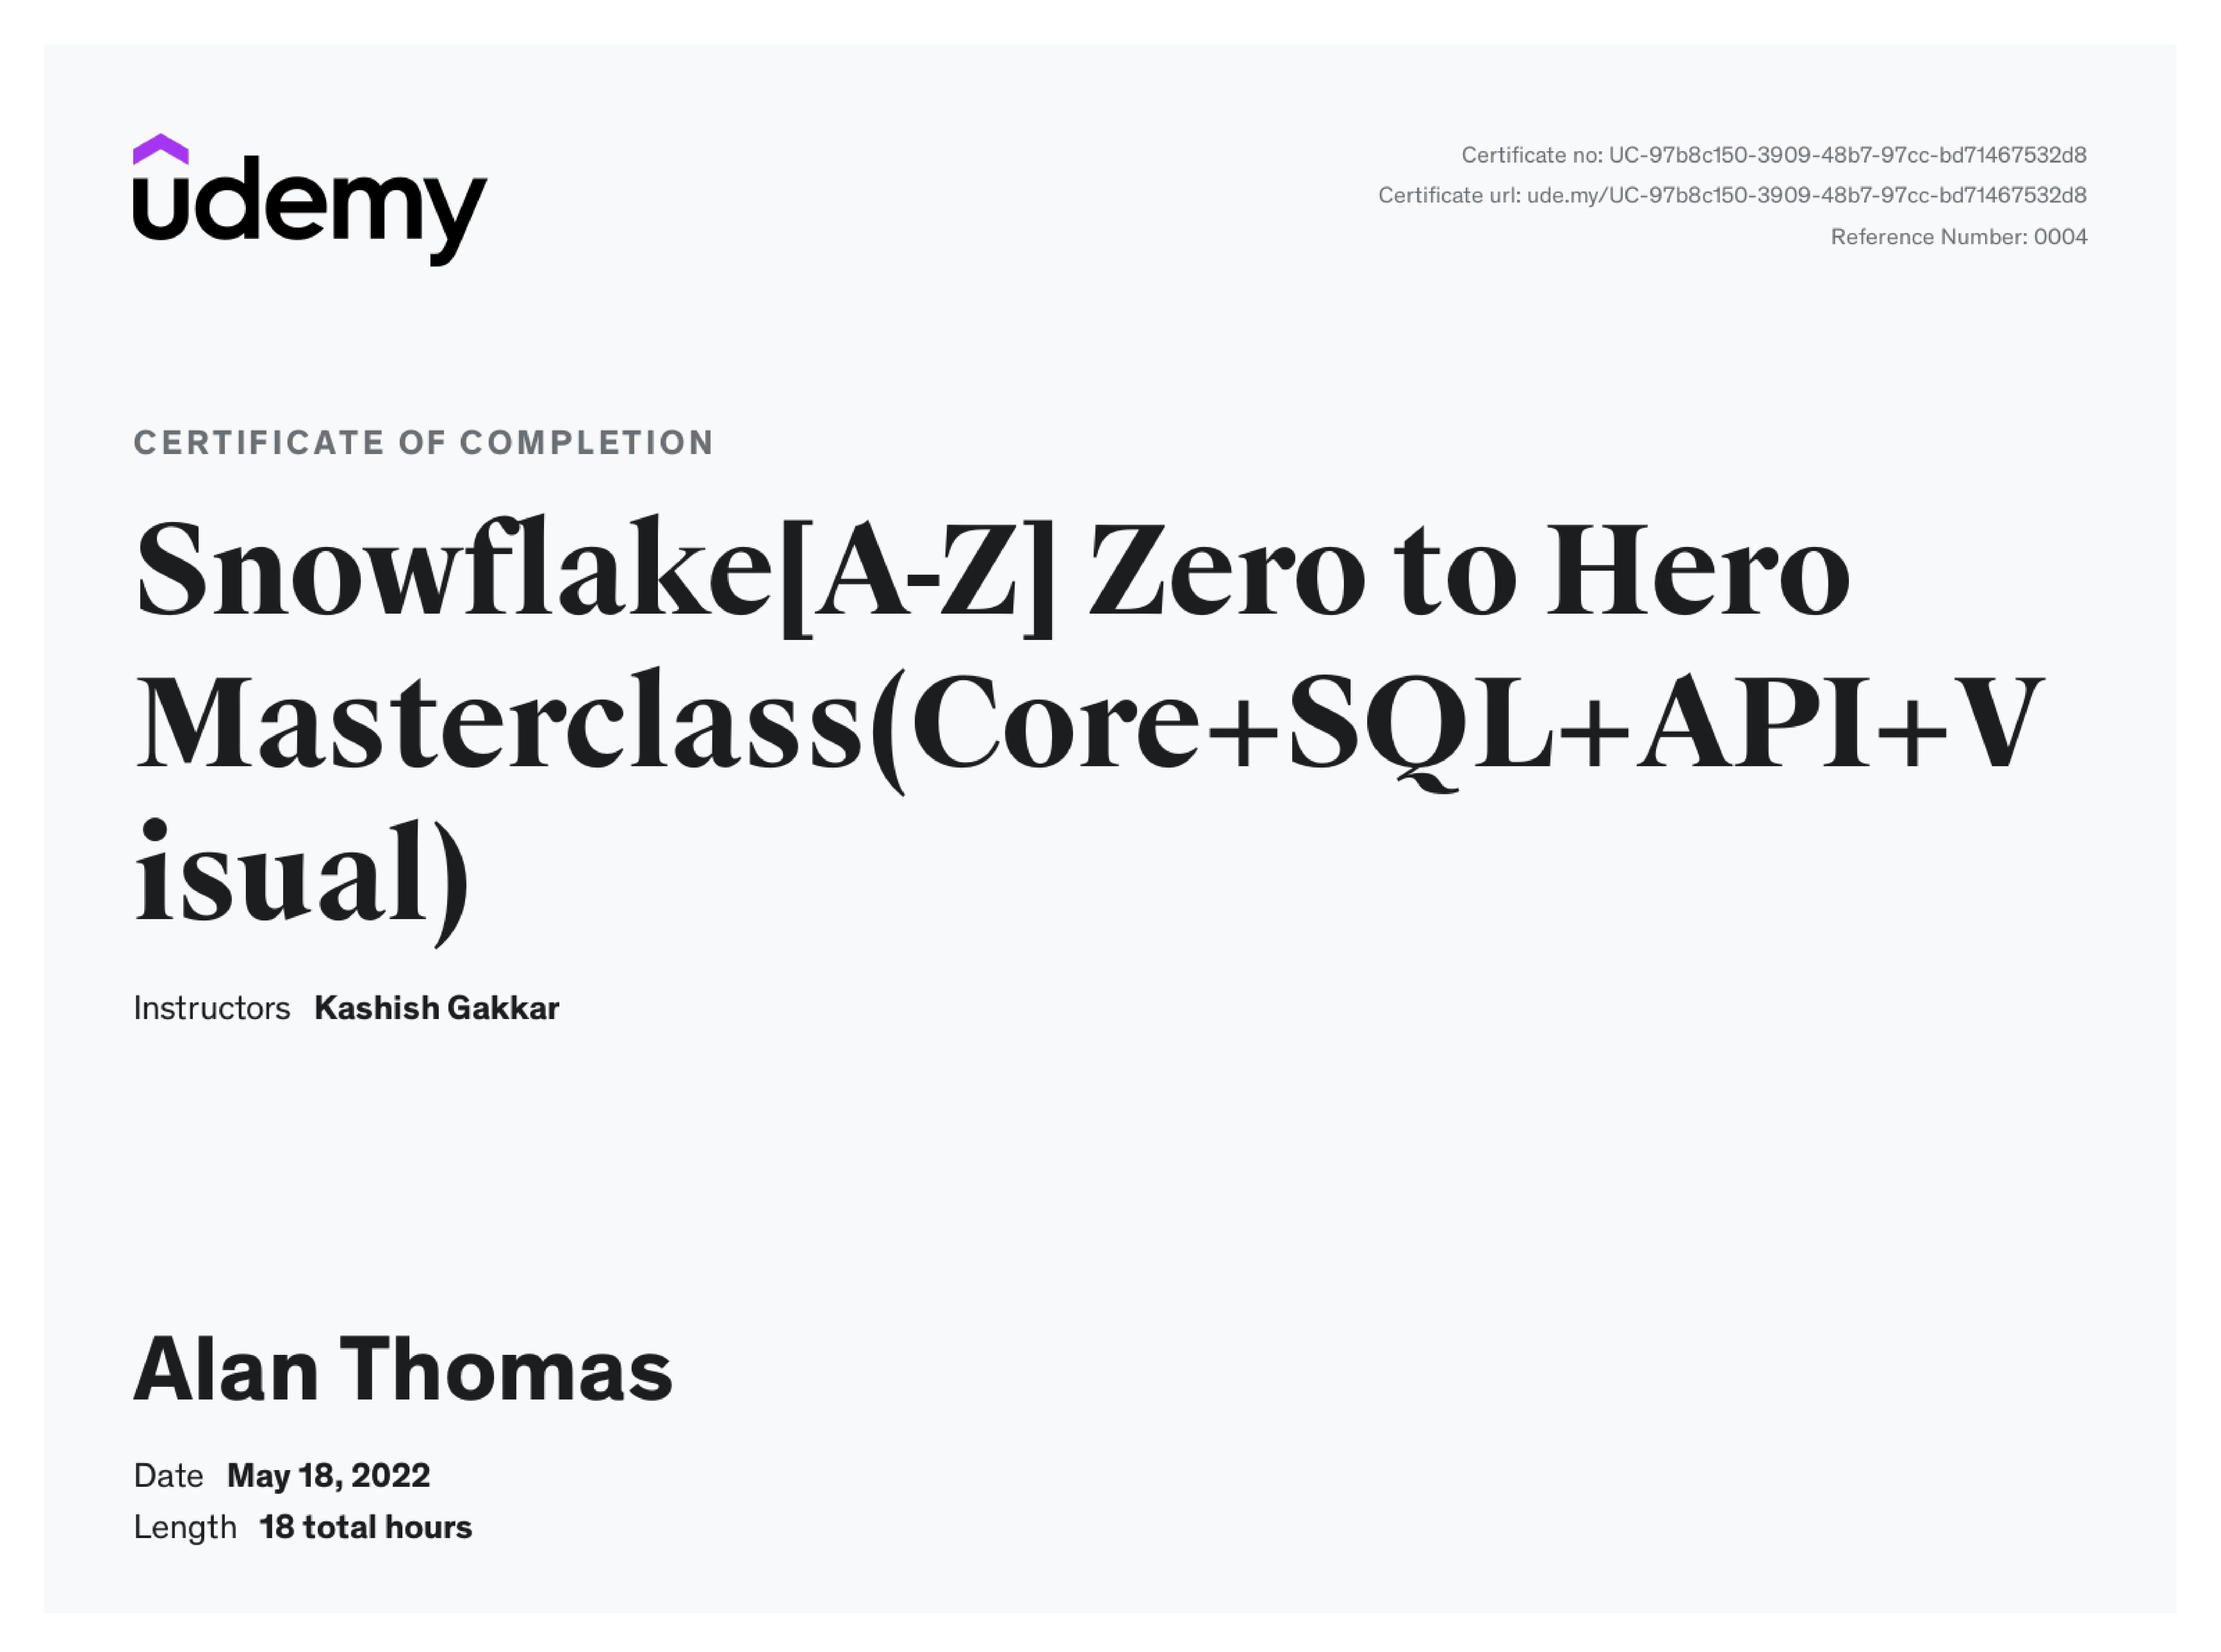 udemy
Certificate no: UC-97b8c150-3909-48b7-97cc-bd71467532d8
Certificate url: ude.my/UC-97b8c150-3909-48b7-97cc-bd71467532d8
Reference Number: 0004
CERTIFICATE OF COMPLETION
Snowflake[A-Z] Zero to Hero
Masterclass(Core+SQL+API+V
isual)
Instructors Kashish Gakkar
Alan Thomas
Date May 18, 2022
Length 18 total hours